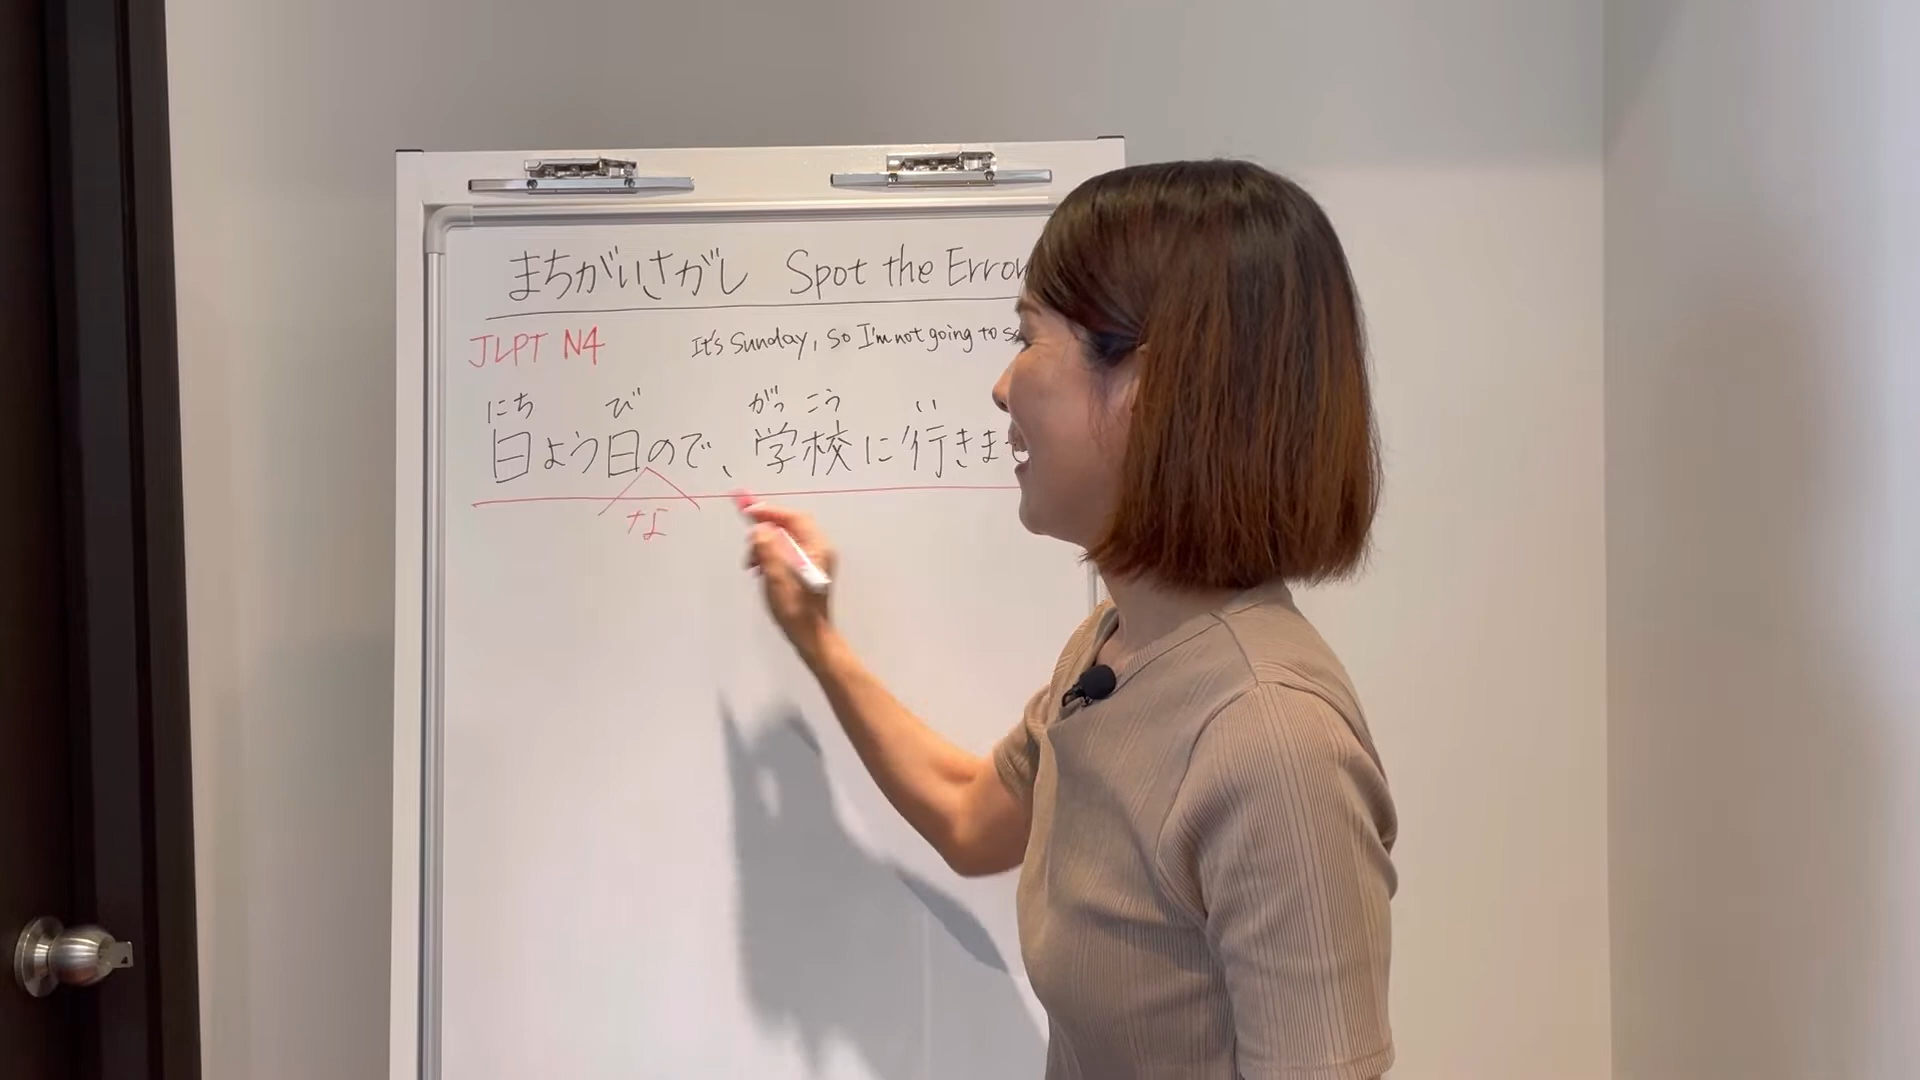 まちがいさがし Spot the Error
JLPT N4 It's Sunday, so I'm not going to
にち び がっ こう い
日よう日ので、学校に行きませ
な